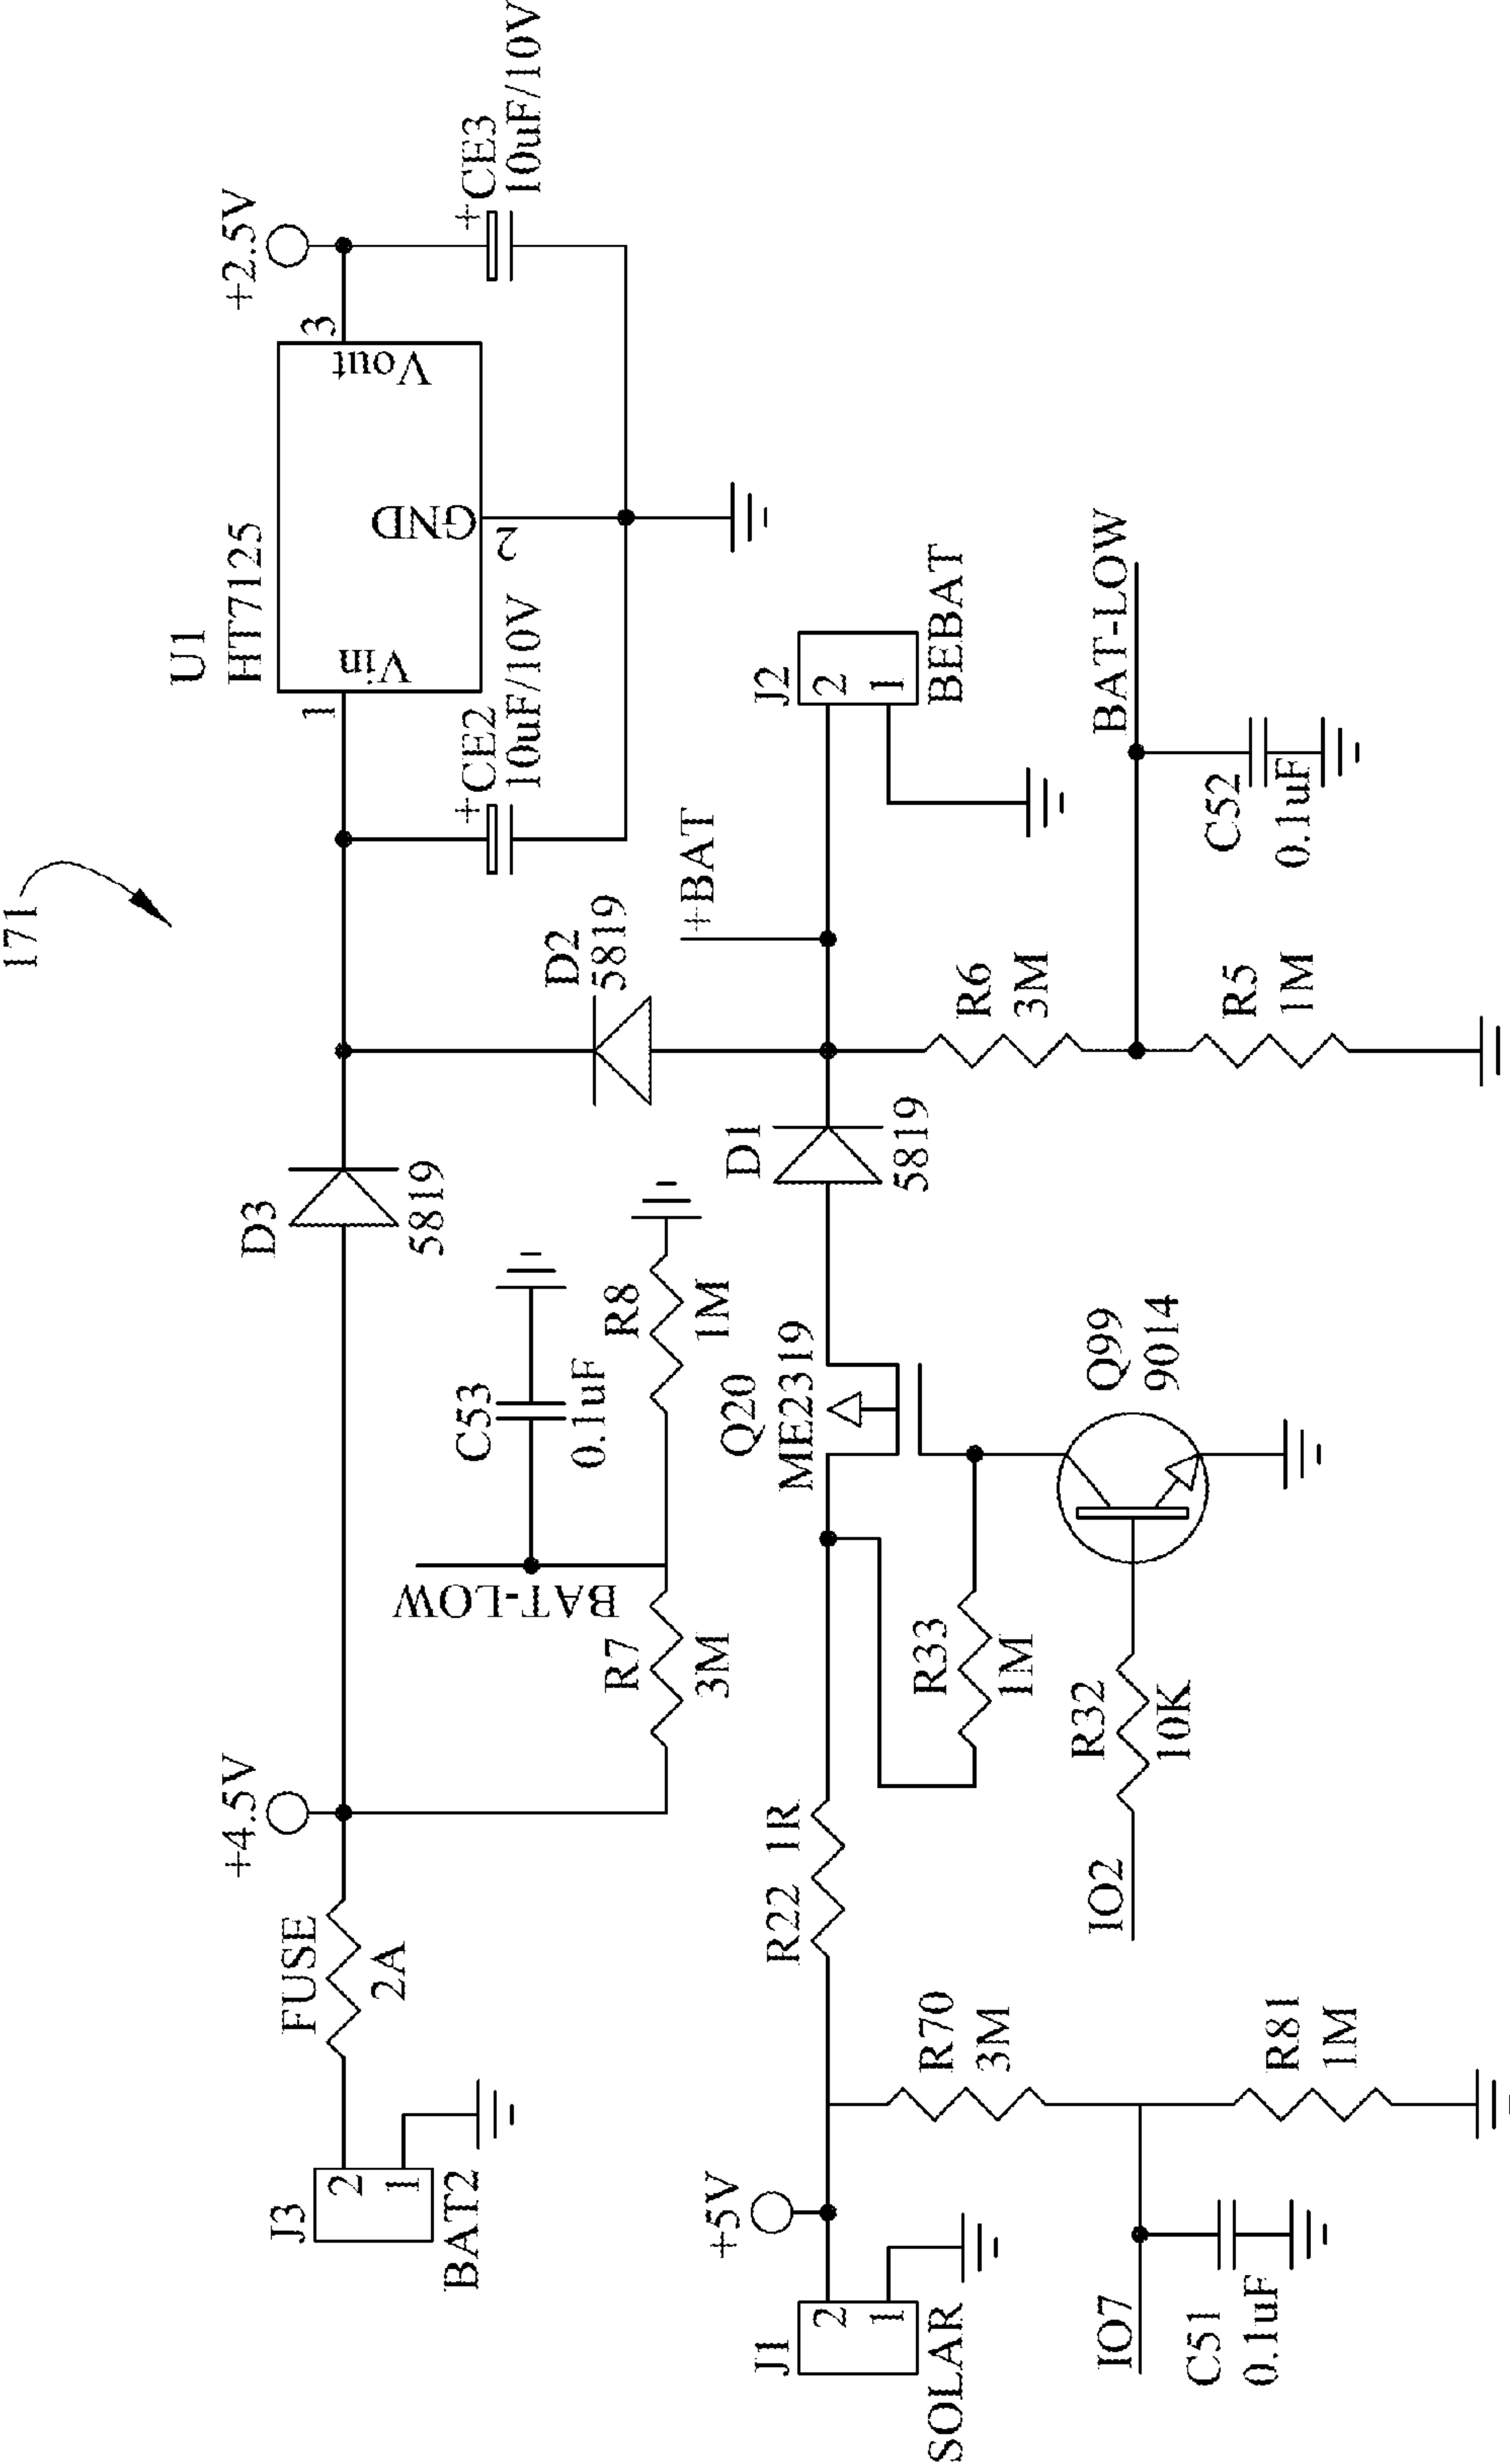 171
U1
HT7125
Vin
GND
Vout
1
2
3
+2.5V
+CE2
10uF/10V
+CE3
10uF/10V
J3
2
1
BAT2
FUSE
2A
+4.5V
D3
5819
BAT-LOW
C53
0.1uF
R7
3M
R8
1M
D2
5819
+BAT
J2
2
1
BEBAT
J1
2
1
SOLAR
+5V
R22 1R
Q20
ME2319
D1
5819
R6
3M
R5
1M
BAT-LOW
C52
0.1uF
R33
1M
Q99
9014
R32
10K
IO2
R70
3M
R81
1M
IO7
C51
0.1uF